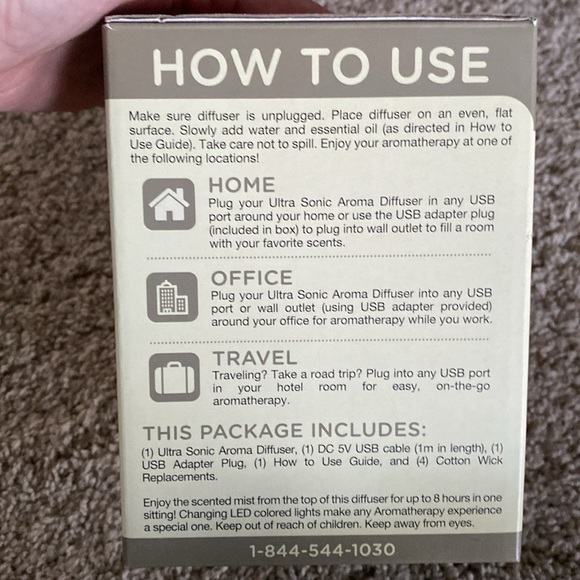 HOW TO USE
Make sure diffuser is unplugged. Place diffuser on an even, flat
surface. Slowly add water and essential oil (as directed in How to
Use Guide). Take care not to spill. Enjoy your aromatherapy at one of
the following locations!
HOME
Plug your Ultra Sonic Aroma Diffuser in any USB
port around your home or use the USB adapter plug
(included in box) to plug into wall outlet to fill a room
with your favorite scents.
OFFICE
Plug your Ultra Sonic Aroma Diffuser into any USB
port or wall outlet (using USB adapter provided)
around your office for aromatherapy while you work.
TRAVEL
Traveling? Take a road trip? Plug into any USB port
in your hotel room for easy, on-the-go
aromatherapy.
THIS PACKAGE INCLUDES:
(1) Ultra Sonic Aroma Diffuser, (1) DC 5V USB cable (1m in length), (1)
USB Adapter Plug, (1) How to Use Guide, and (4) Cotton Wick
Replacements.
Enjoy the scented mist from the top of this diffuser for up to 8 hours in one
sitting! Changing LED colored lights make any Aromatherapy experience
a special one. Keep out of reach of children. Keep away from eyes.
1-844-544-1030